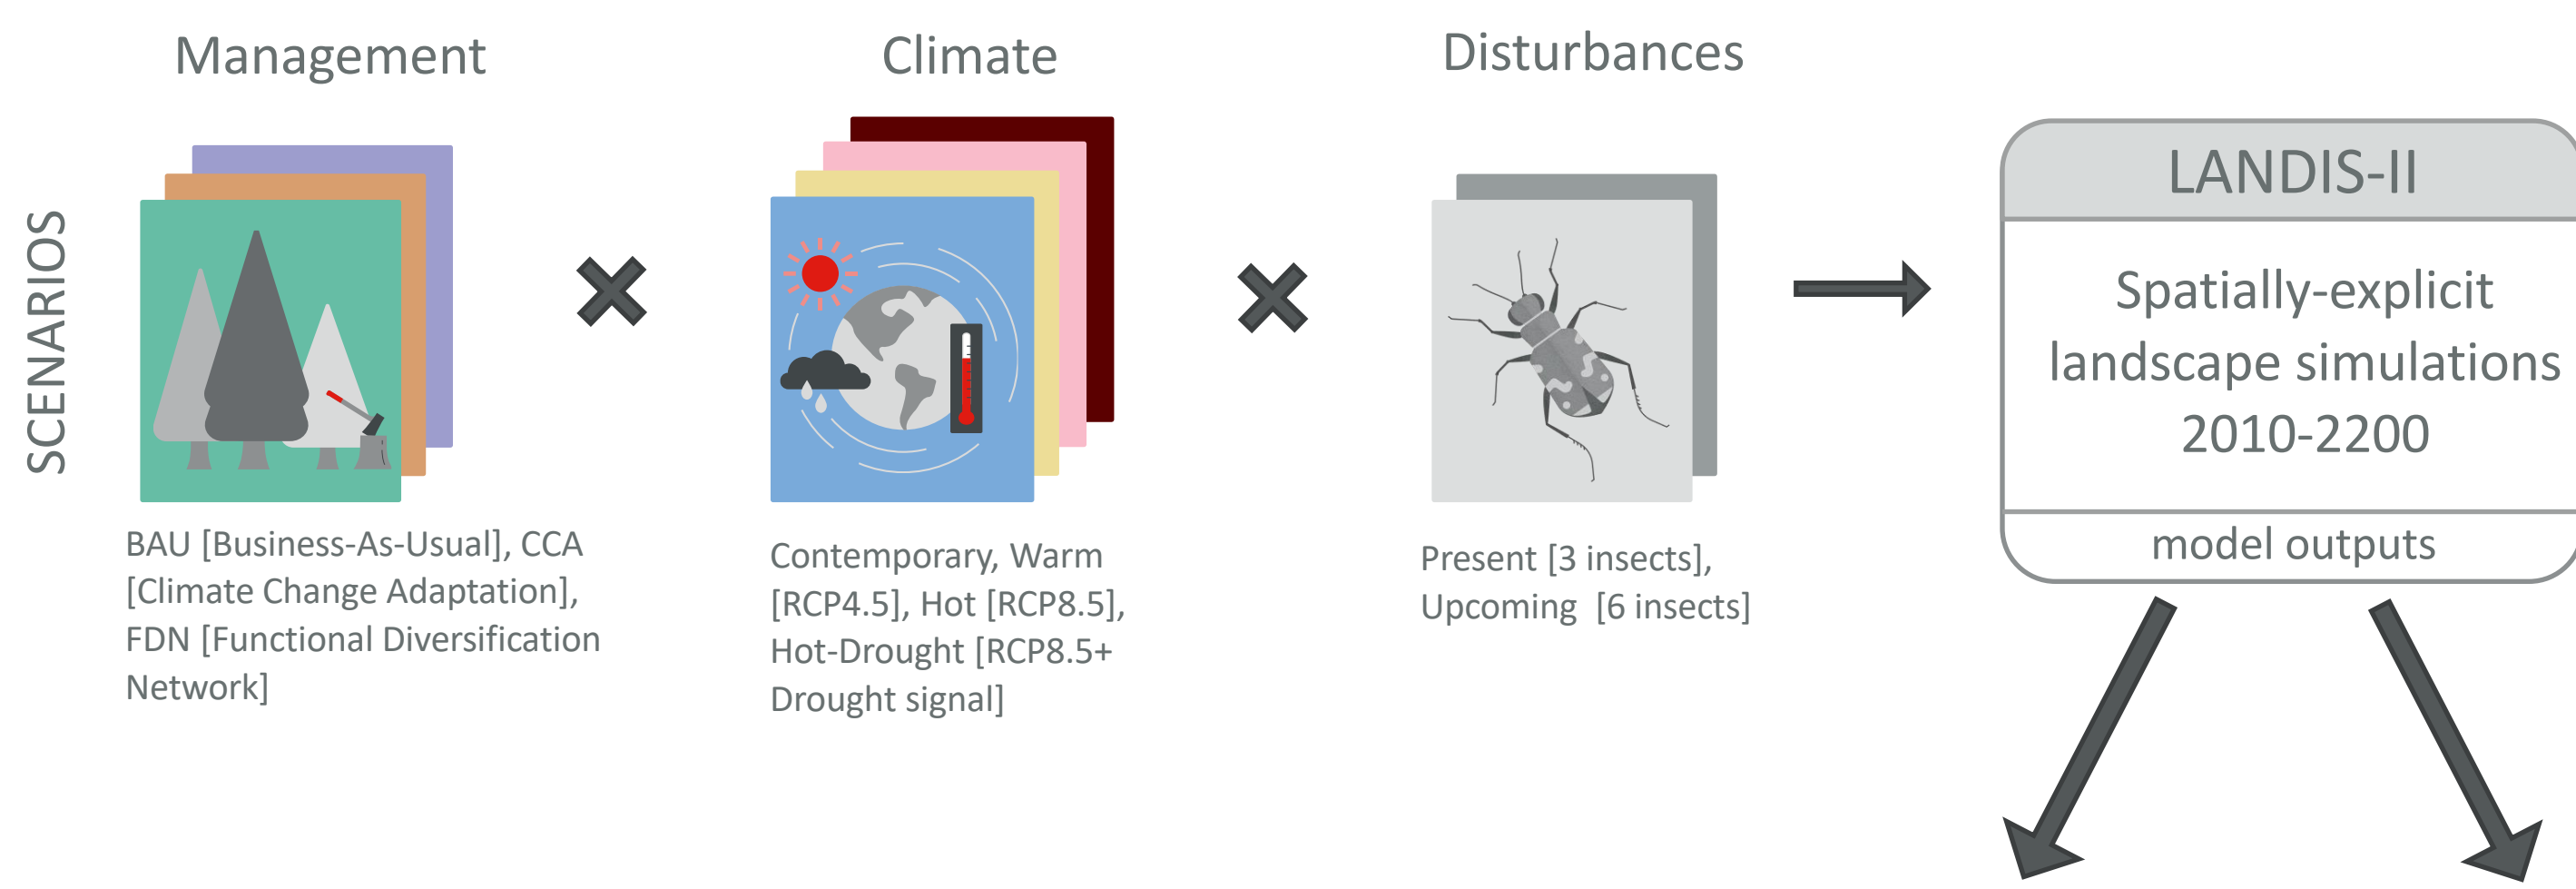 Management
Climate
Disturbances
SCENARIOS
BAU [Business-As-Usual], CCA
[Climate Change Adaptation],
FDN [Functional Diversification
Network]
Contemporary, Warm
[RCP4.5], Hot [RCP8.5],
Hot-Drought [RCP8.5+
Drought signal]
Present [3 insects],
Upcoming [6 insects]
LANDIS-II
Spatially-explicit
landscape simulations
2010-2200
model outputs